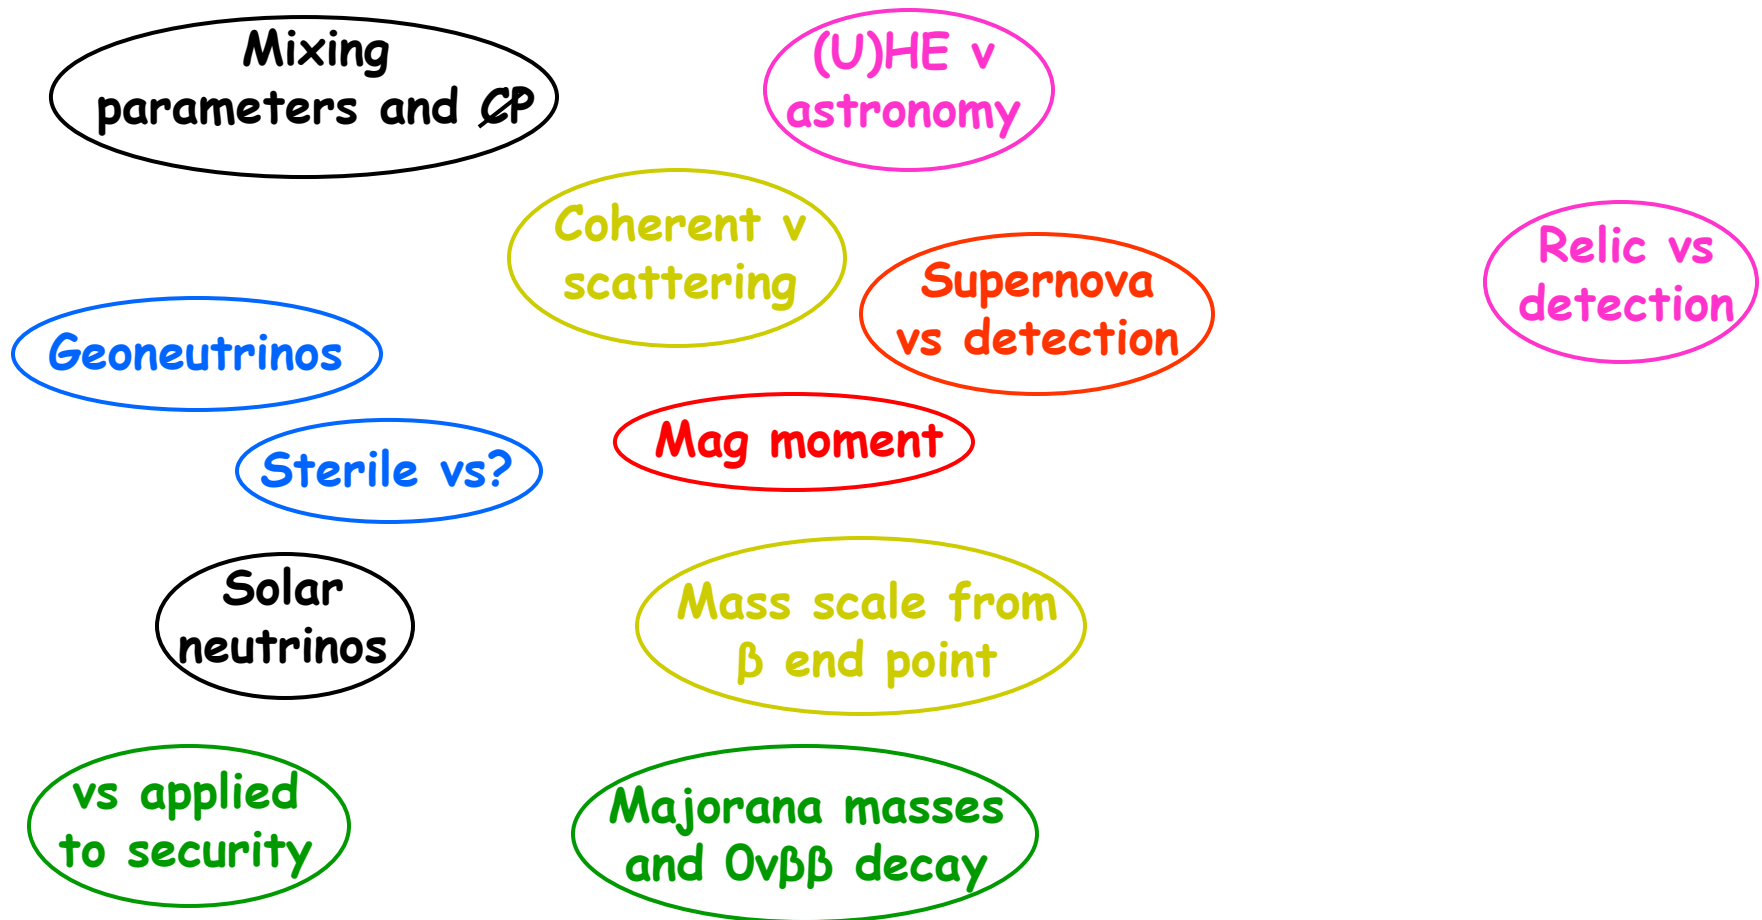 Mixing
parameters and C̸P
(U)HE ν
astronomy
Coherent ν
scattering
Supernova
νs detection
Relic νs
detection
Geoneutrinos
Sterile νs?
Mag moment
Solar
neutrinos
Mass scale from
β end point
νs applied
to security
Majorana masses
and 0νββ decay